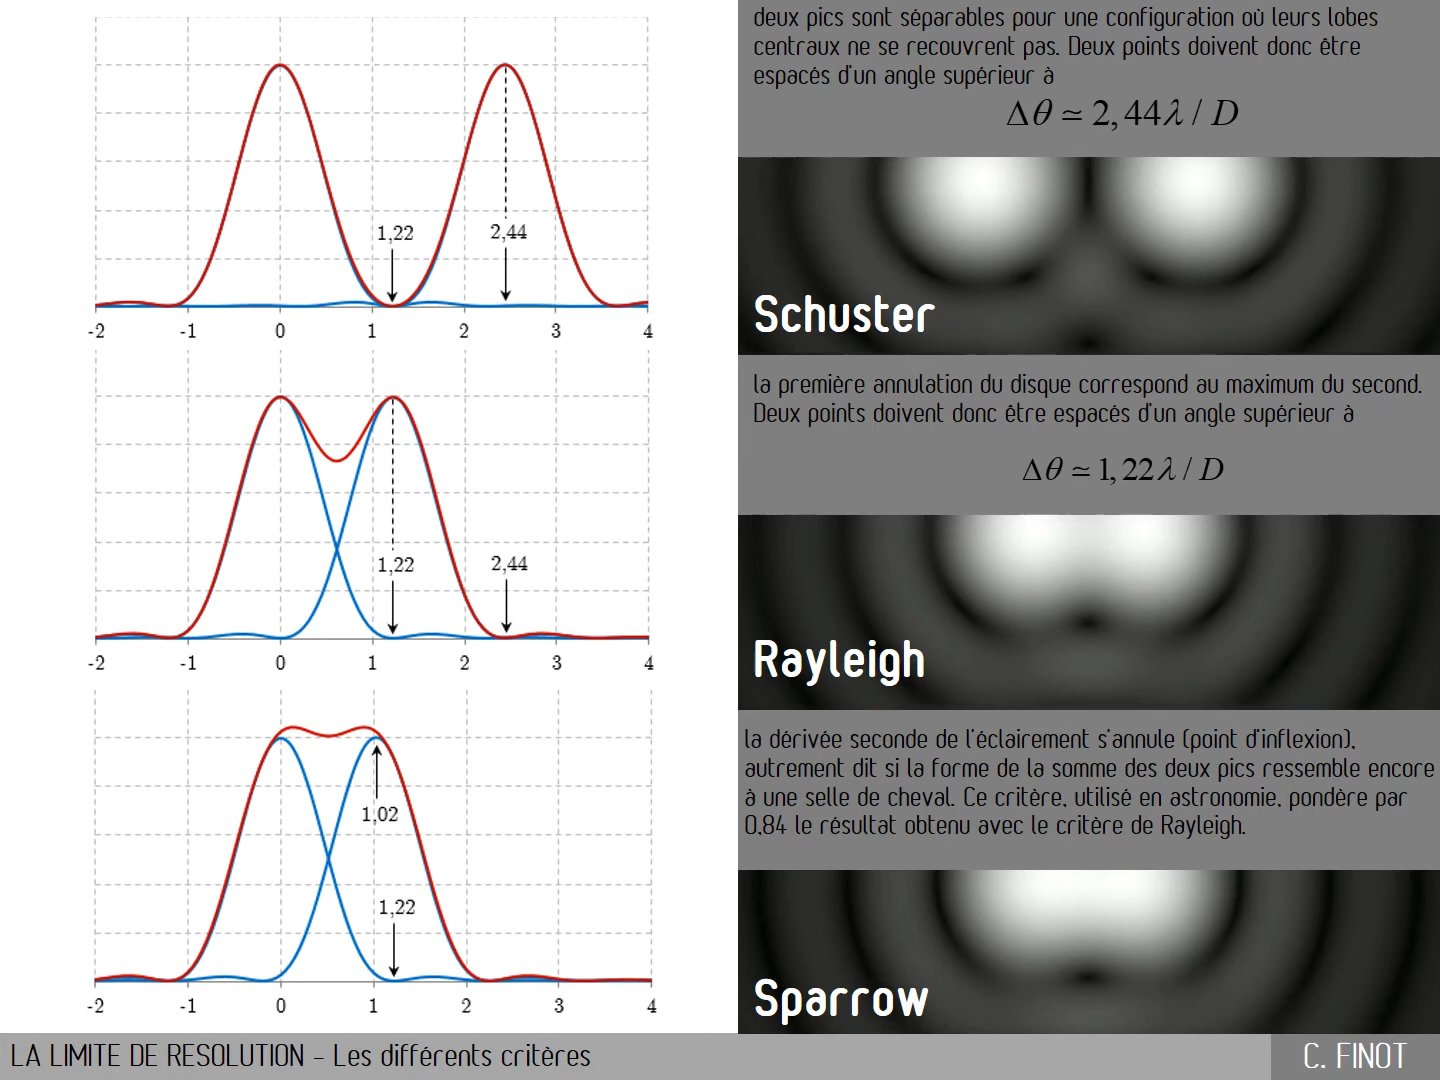 deux pics sont séparables pour une configuration où leurs lobes
centraux ne se recouvrent pas. Deux points doivent donc être
espacés d'un angle supérieur à
Δθ ≃ 2,44λ / D
1,22
2,44
-2 -1 0 1 2 3 4
Schuster
la première annulation du disque correspond au maximum du second.
Deux points doivent donc être espacés d'un angle supérieur à
Δθ ≃ 1,22λ / D
1,22
2,44
-2 -1 0 1 2 3 4
Rayleigh
la dérivée seconde de l'éclairement s'annule (point d'inflexion),
autrement dit si la forme de la somme des deux pics ressemble encore
à une selle de cheval. Ce critère, utilisé en astronomie, pondère par
0,84 le résultat obtenu avec le critère de Rayleigh.
1,02
1,22
-2 -1 0 1 2 3 4
Sparrow
LA LIMITE DE RESOLUTION - Les différents critères
C. FINOT